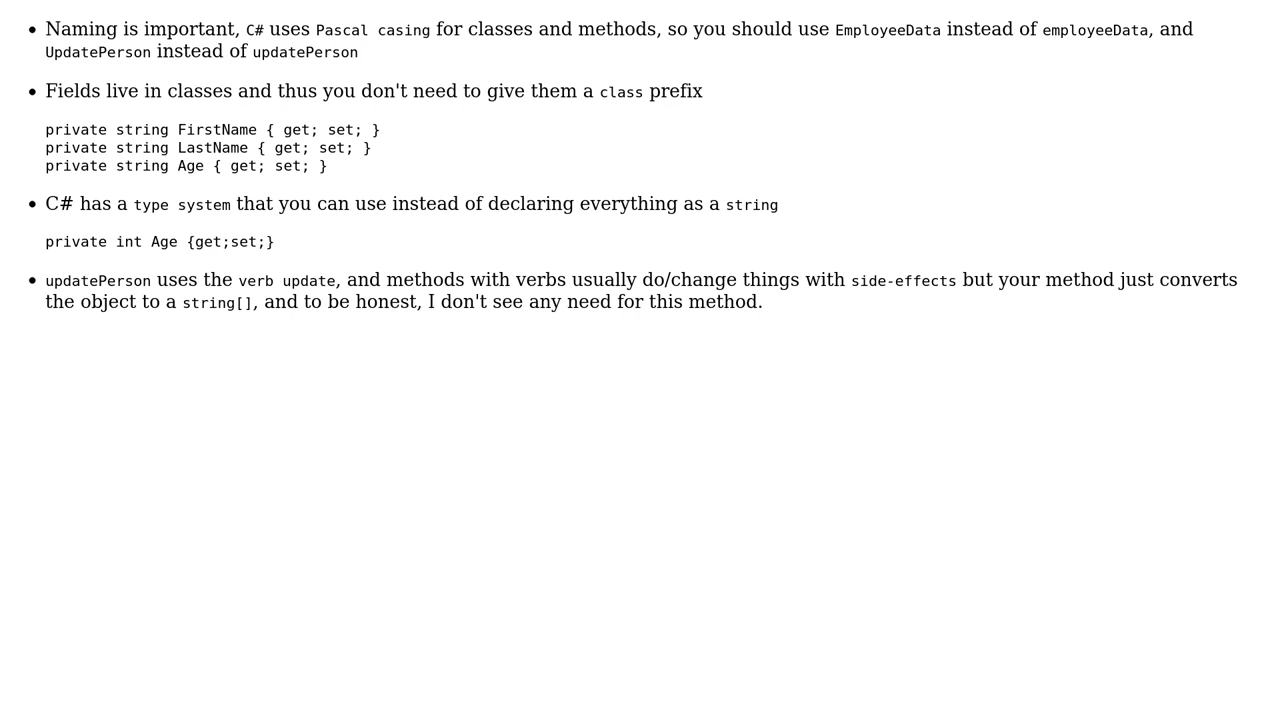 • Naming is important, C# uses Pascal casing for classes and methods, so you should use EmployeeData instead of employeeData, and
UpdatePerson instead of updatePerson
• Fields live in classes and thus you don't need to give them a class prefix
private string FirstName { get; set; }
private string LastName { get; set; }
private string Age { get; set; }
• C# has a type system that you can use instead of declaring everything as a string
private int Age {get;set;}
• updatePerson uses the verb update, and methods with verbs usually do/change things with side-effects but your method just converts
the object to a string[], and to be honest, I don't see any need for this method.